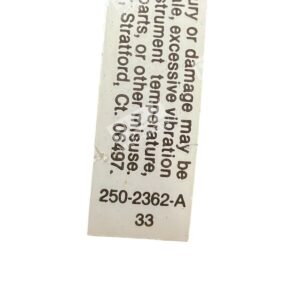 ury or damage may be
ale, excessive vibration
strument temperature,
parts, or other misuse.
, Stratford, Ct. 06497.
250-2362-A
33